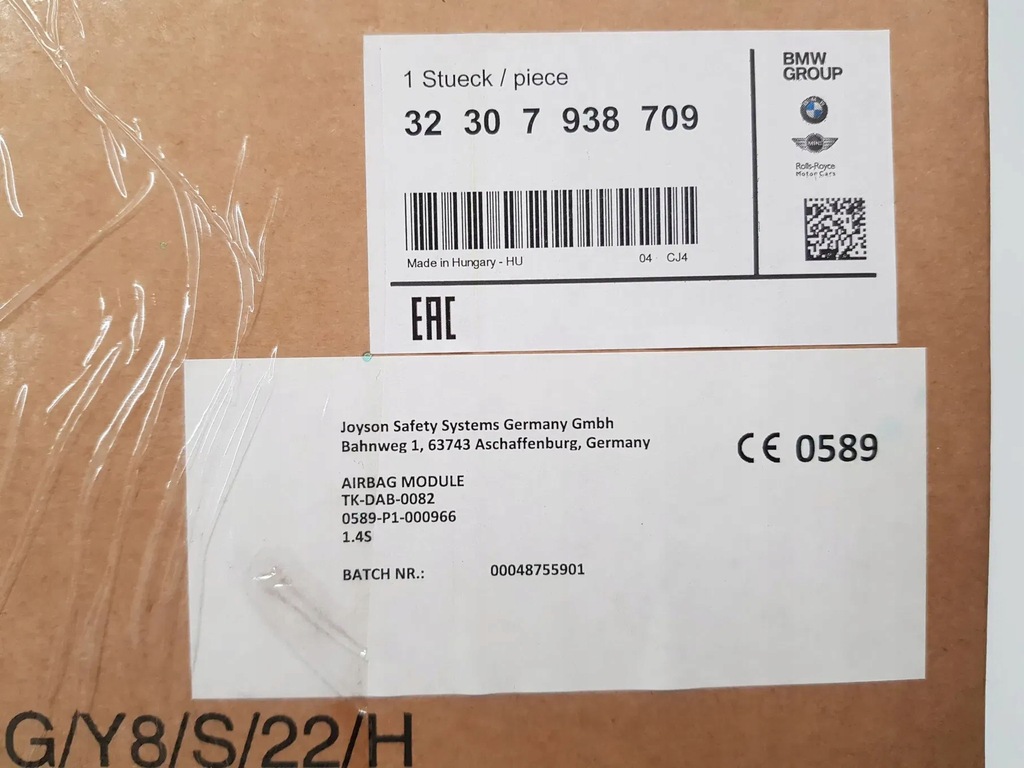 1 Stueck / piece
32 30 7 938 709
Made in Hungary - HU
04 CJ4
BMW
GROUP
MINI
Rolls-Royce
Motor Cars
EAC
Joyson Safety Systems Germany Gmbh
Bahnweg 1, 63743 Aschaffenburg, Germany
CE 0589
AIRBAG MODULE
TK-DAB-0082
0589-P1-000966
1.4S
BATCH NR.: 00048755901
G/Y8/S/22/H